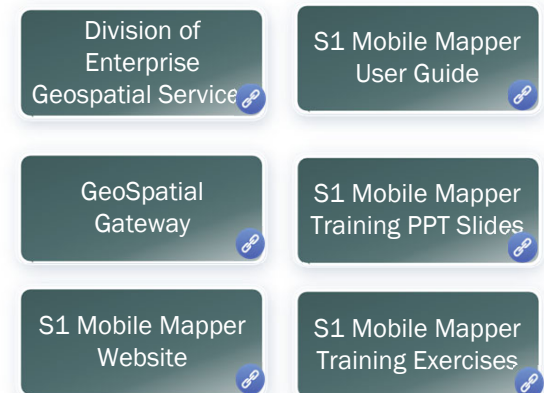 Division of
Enterprise
Geospatial Service
S1 Mobile Mapper
User Guide
GeoSpatial
Gateway
S1 Mobile Mapper
Training PPT Slides
S1 Mobile Mapper
Website
S1 Mobile Mapper
Training Exercises